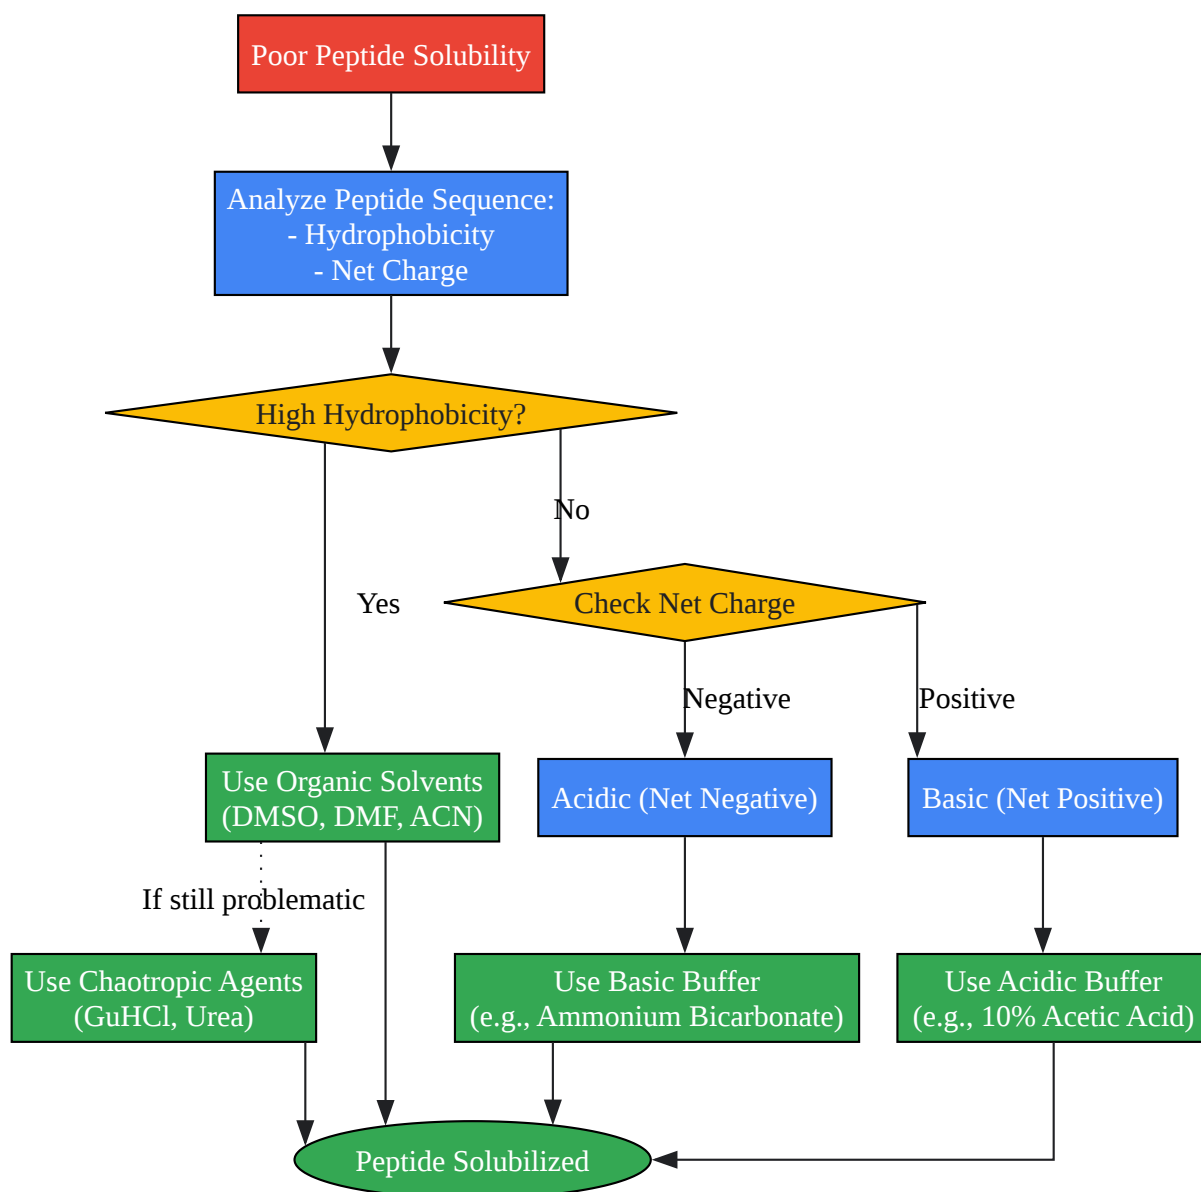 Poor Peptide Solubility
Analyze Peptide Sequence:
- Hydrophobicity
- Net Charge
High Hydrophobicity?
No
Yes
Check Net Charge
Negative
Positive
Use Organic Solvents
(DMSO, DMF, ACN)
Acidic (Net Negative)
Basic (Net Positive)
If still problematic
Use Chaotropic Agents
(GuHCl, Urea)
Use Basic Buffer
(e.g., Ammonium Bicarbonate)
Use Acidic Buffer
(e.g., 10% Acetic Acid)
Peptide Solubilized